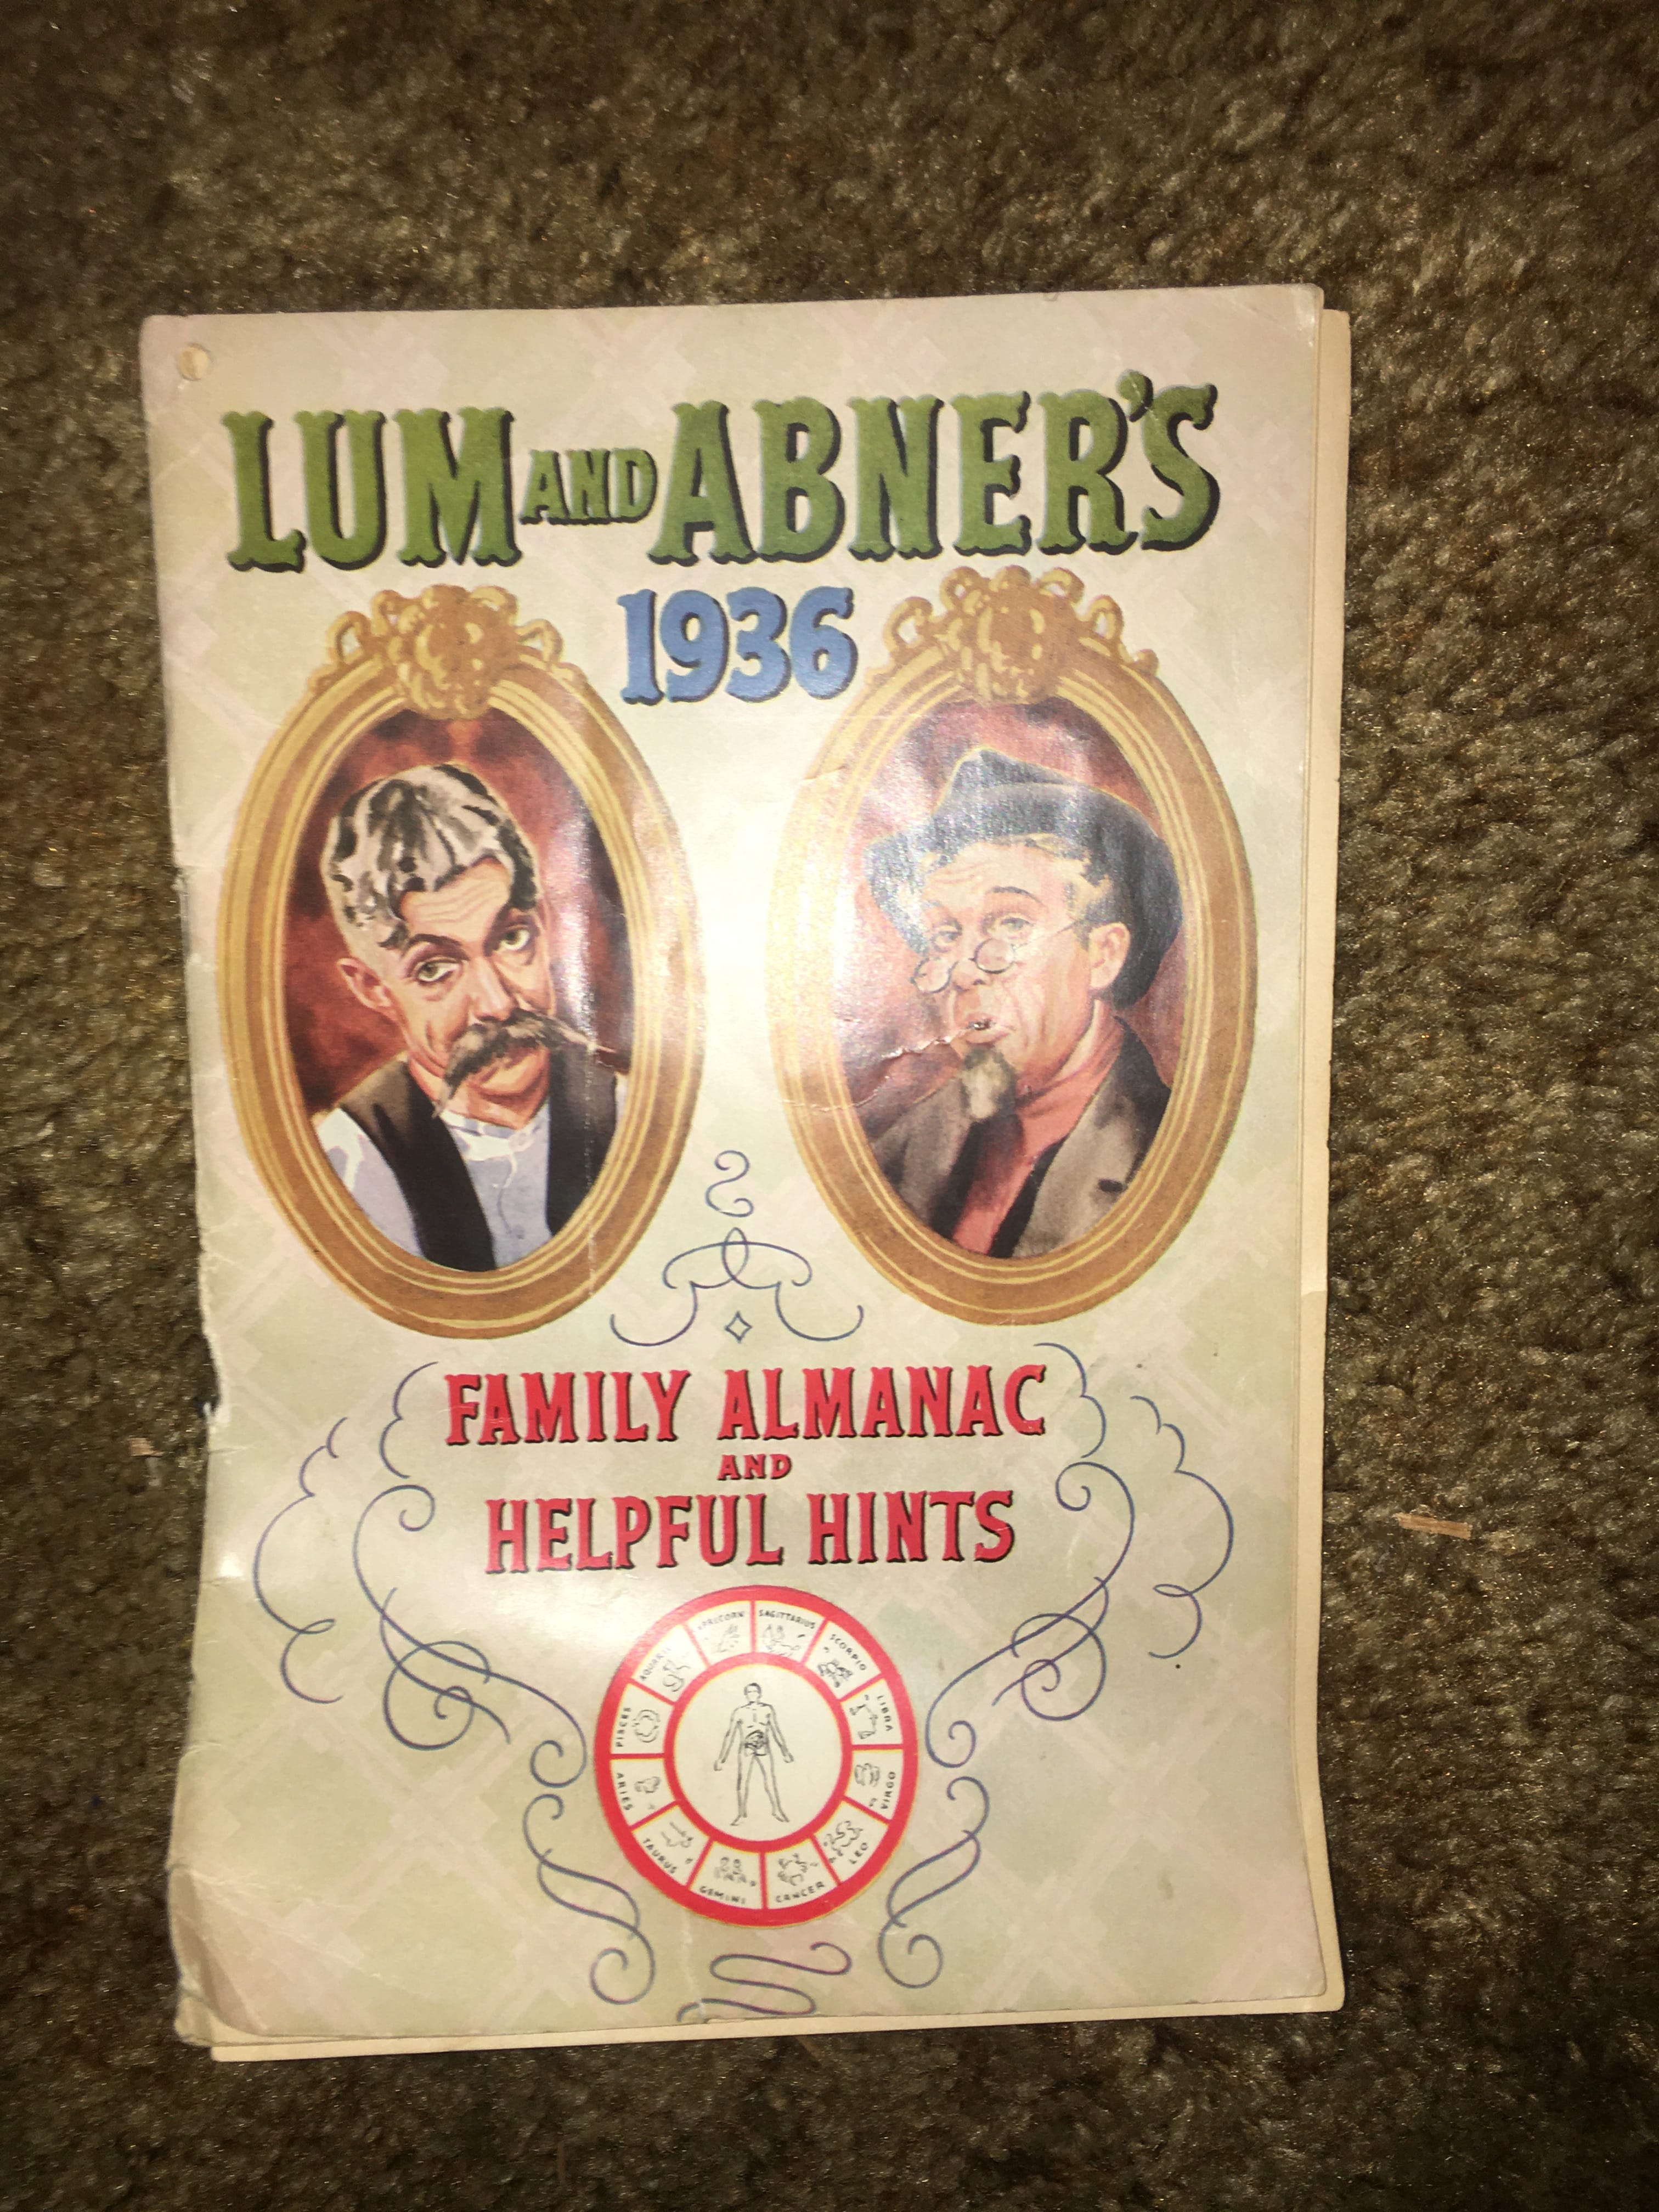 LUM AND ABNER'S
1936
FAMILY ALMANAC
AND
HELPFUL HINTS
SAGITTARIUS
SCORPIO
LIBRA
VIRGO
LEO
CANCER
GEMINI
TAURUS
ARIES
PISCES